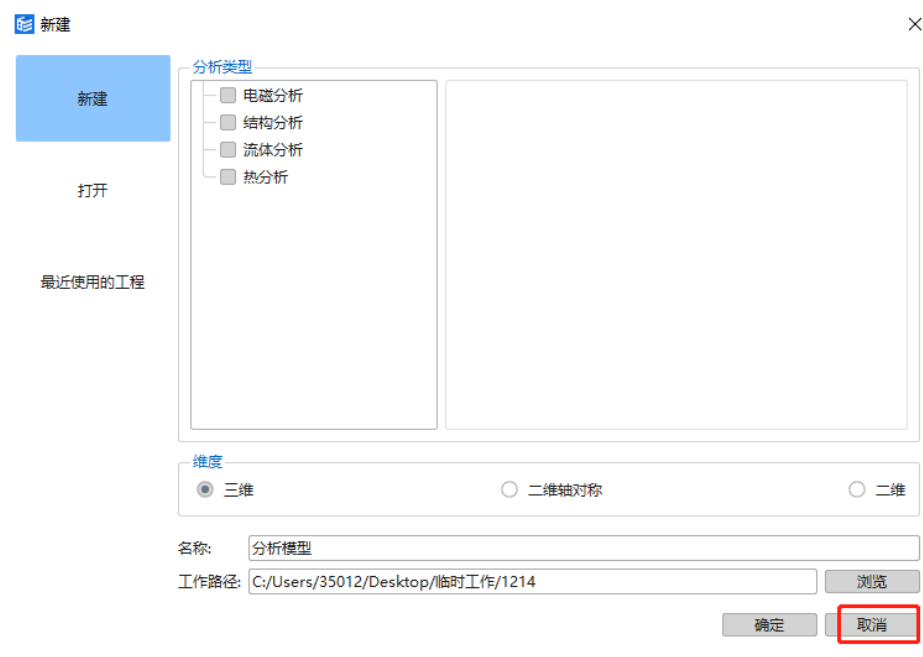 新建
新建
打开
最近使用的工程
分析类型
电磁分析
结构分析
流体分析
热分析
维度
三维 二维轴对称 二维
名称: 分析模型
工作路径: C:/Users/35012/Desktop/临时工作/1214 浏览
确定 取消